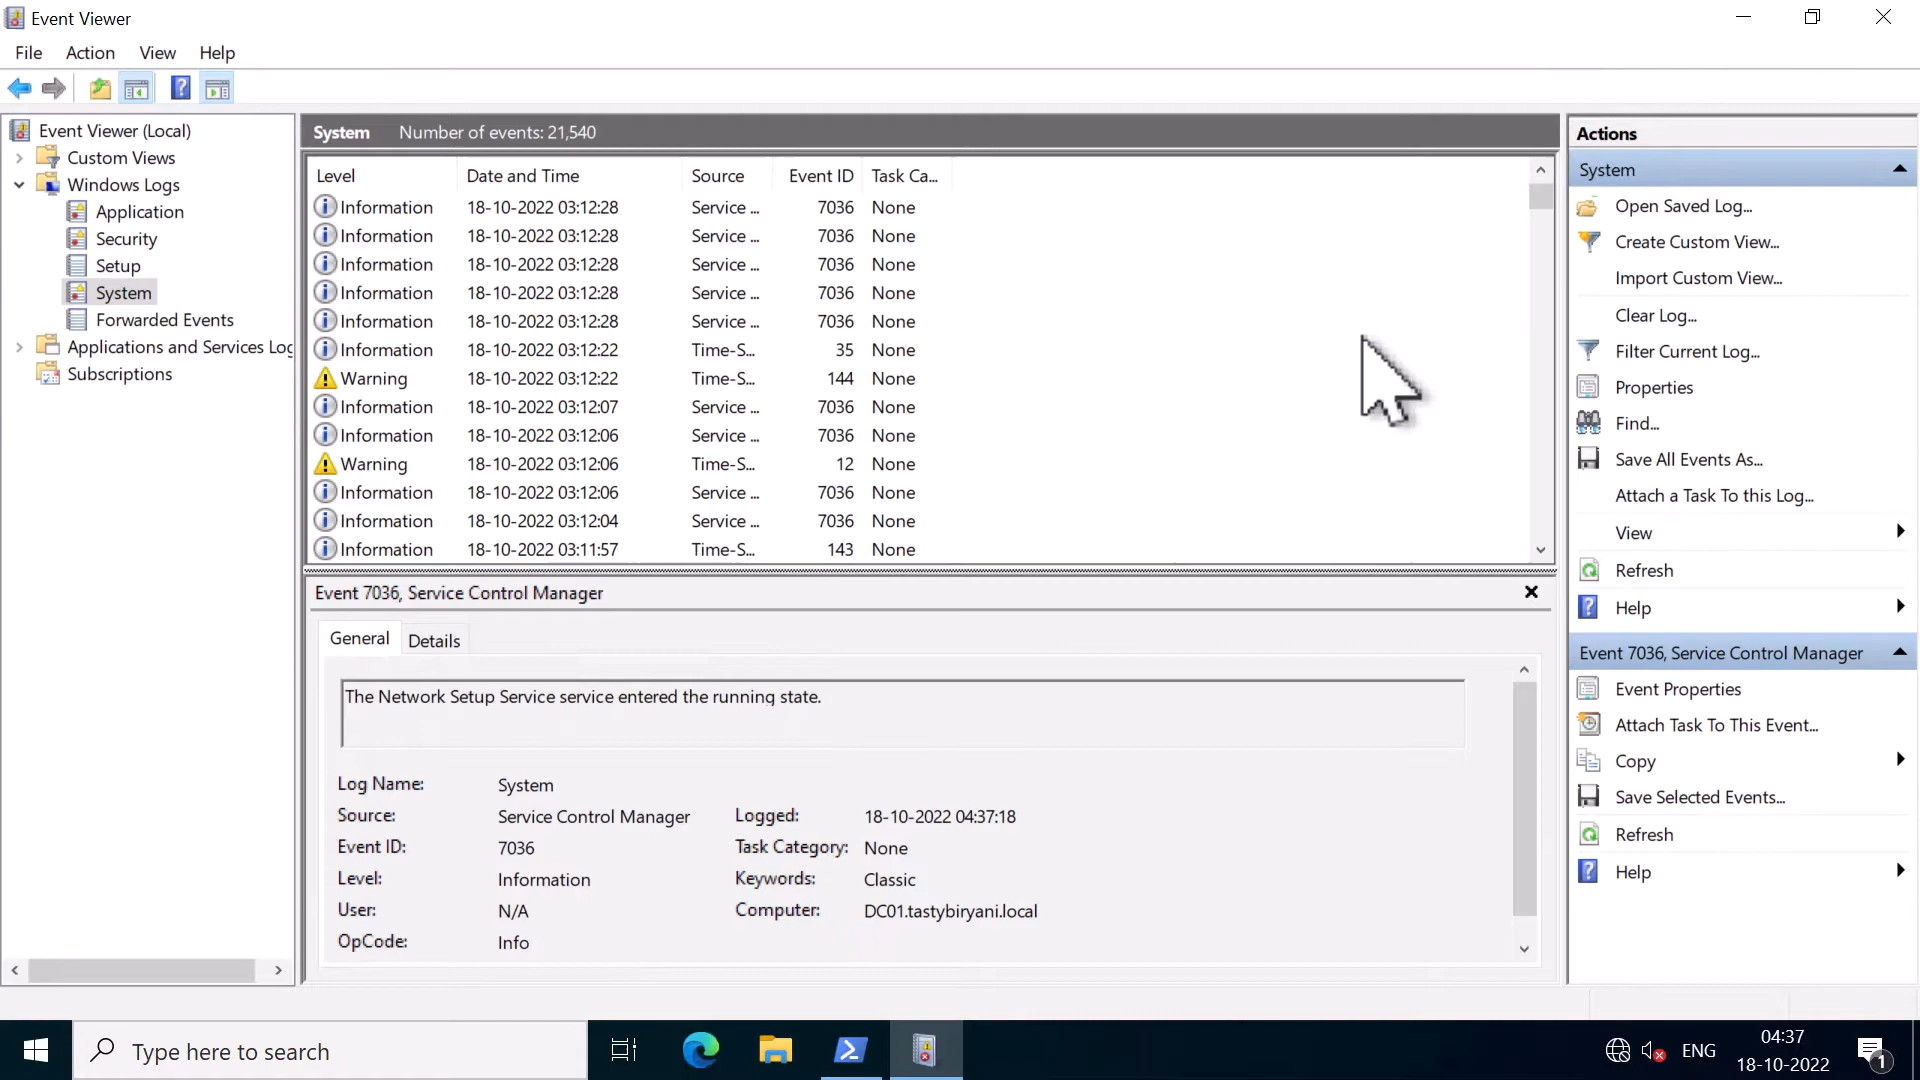 Event Viewer
File Action View Help
Event Viewer (Local)
Custom Views
Windows Logs
Application
Security
Setup
System
Forwarded Events
Applications and Services Log
Subscriptions
System Number of events: 21,540
Level Date and Time Source Event ID Task Ca...
Information 18-10-2022 03:12:28 Service ... 7036 None
Information 18-10-2022 03:12:28 Service ... 7036 None
Information 18-10-2022 03:12:28 Service ... 7036 None
Information 18-10-2022 03:12:28 Service ... 7036 None
Information 18-10-2022 03:12:28 Service ... 7036 None
Information 18-10-2022 03:12:22 Time-S... 35 None
Warning 18-10-2022 03:12:22 Time-S... 144 None
Information 18-10-2022 03:12:07 Service ... 7036 None
Information 18-10-2022 03:12:06 Service ... 7036 None
Warning 18-10-2022 03:12:06 Time-S... 12 None
Information 18-10-2022 03:12:06 Service ... 7036 None
Information 18-10-2022 03:12:04 Service ... 7036 None
Information 18-10-2022 03:11:57 Time-S... 143 None
Event 7036, Service Control Manager
General Details
The Network Setup Service service entered the running state.
Log Name: System
Source: Service Control Manager Logged: 18-10-2022 04:37:18
Event ID: 7036 Task Category: None
Level: Information Keywords: Classic
User: N/A Computer: DC01.tastybiryani.local
OpCode: Info
Actions
System
Open Saved Log...
Create Custom View...
Import Custom View...
Clear Log...
Filter Current Log...
Properties
Find...
Save All Events As...
Attach a Task To this Log...
View
Refresh
Help
Event 7036, Service Control Manager
Event Properties
Attach Task To This Event...
Copy
Save Selected Events...
Refresh
Help
Type here to search
ENG
04:37
18-10-2022
1